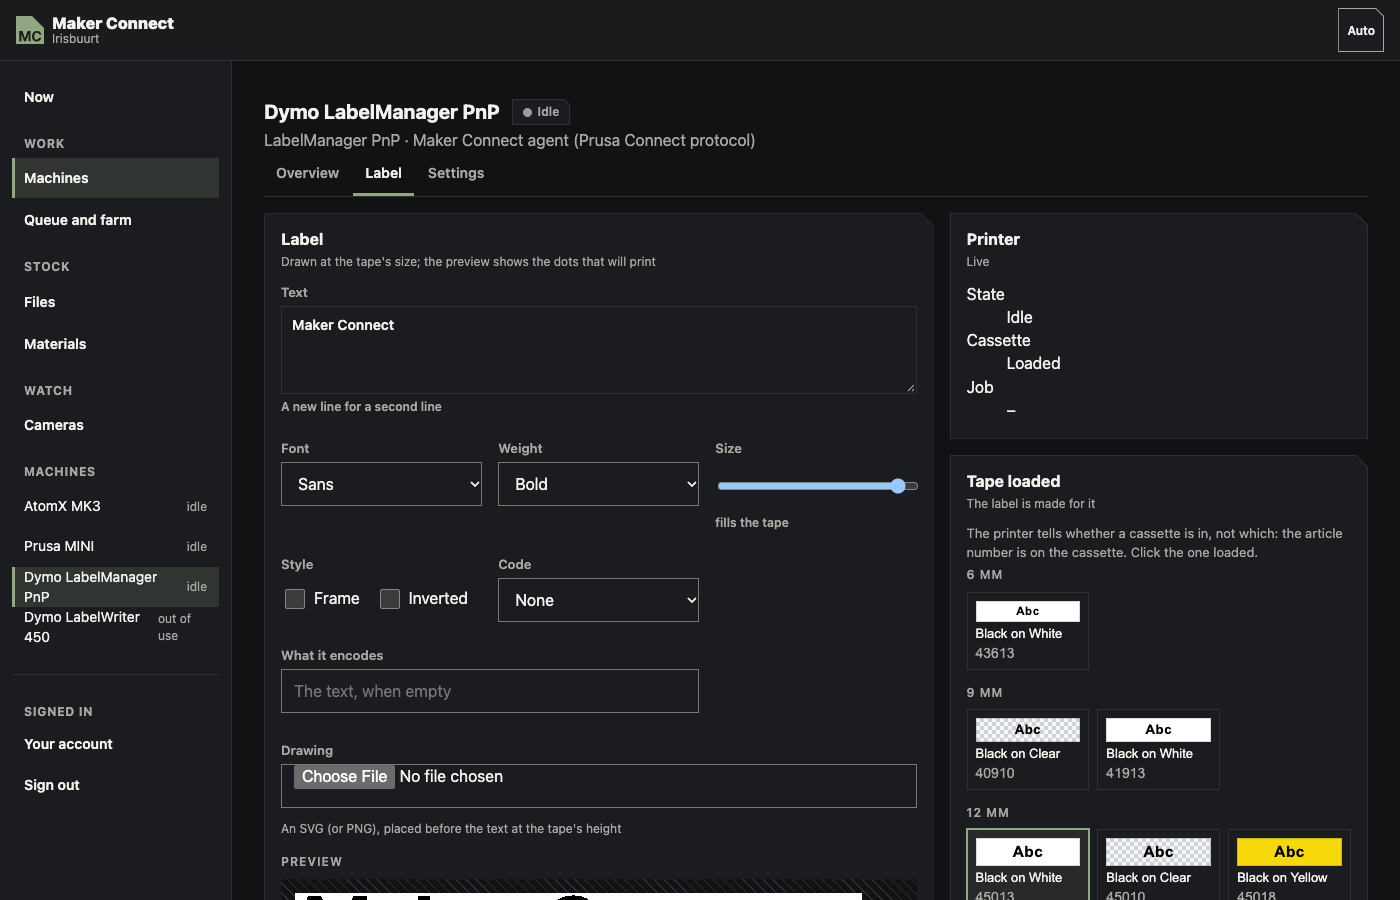 MC
Maker Connect
Irisbuurt
Auto
Now
WORK
Machines
Queue and farm
STOCK
Files
Materials
WATCH
Cameras
MACHINES
AtomX MK3 idle
Prusa MINI idle
Dymo LabelManager PnP idle
Dymo LabelWriter 450 out of use
SIGNED IN
Your account
Sign out
Dymo LabelManager PnP Idle
LabelManager PnP · Maker Connect agent (Prusa Connect protocol)
Overview Label Settings
Label
Drawn at the tape's size; the preview shows the dots that will print
Text
Maker Connect
A new line for a second line
Font Weight Size
Sans Bold
fills the tape
Style Code
Frame Inverted None
What it encodes
The text, when empty
Drawing
Choose File No file chosen
An SVG (or PNG), placed before the text at the tape's height
PREVIEW
Printer
Live
State
Idle
Cassette
Loaded
Job
–
Tape loaded
The label is made for it
The printer tells whether a cassette is in, not which: the article
number is on the cassette. Click the one loaded.
6 MM
Abc
Black on White
43613
9 MM
Abc Abc
Black on Clear Black on White
40910 41913
12 MM
Abc Abc Abc
Black on White Black on Clear Black on Yellow
45013 45010 45018